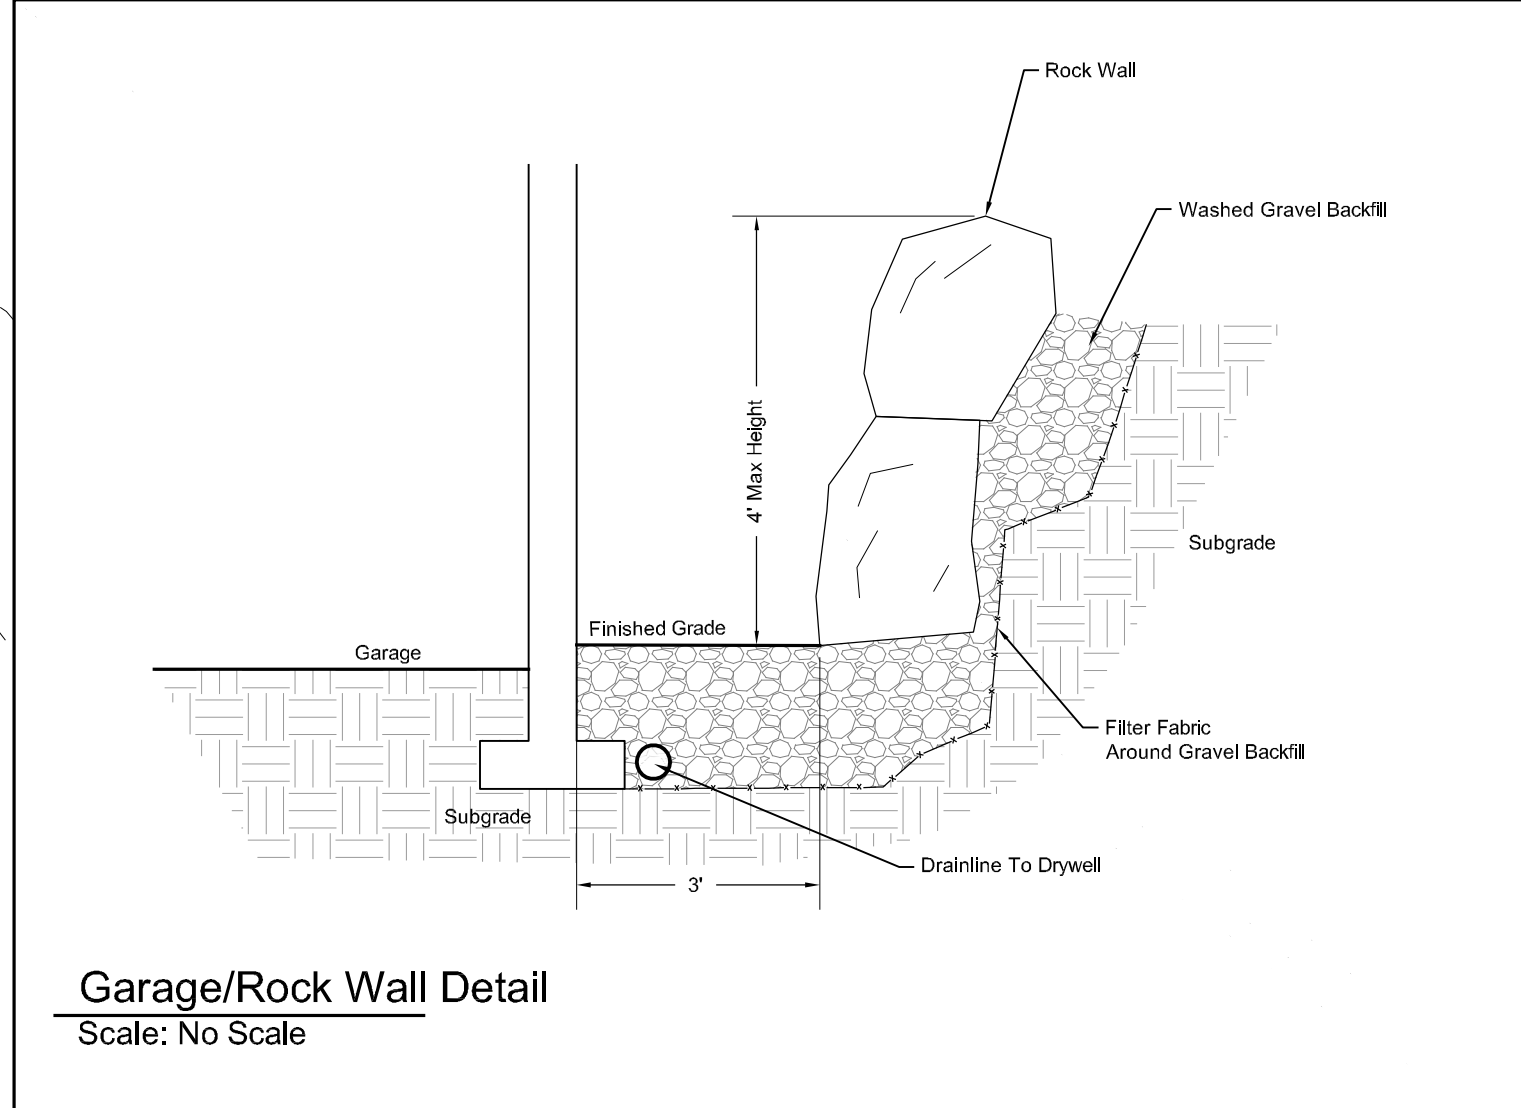 Rock Wall
Washed Gravel Backfill
4' Max Height
Subgrade
Finished Grade
Garage
Filter Fabric
Around Gravel Backfill
Subgrade
Drainline To Drywell
3'
Garage/Rock Wall Detail
Scale: No Scale